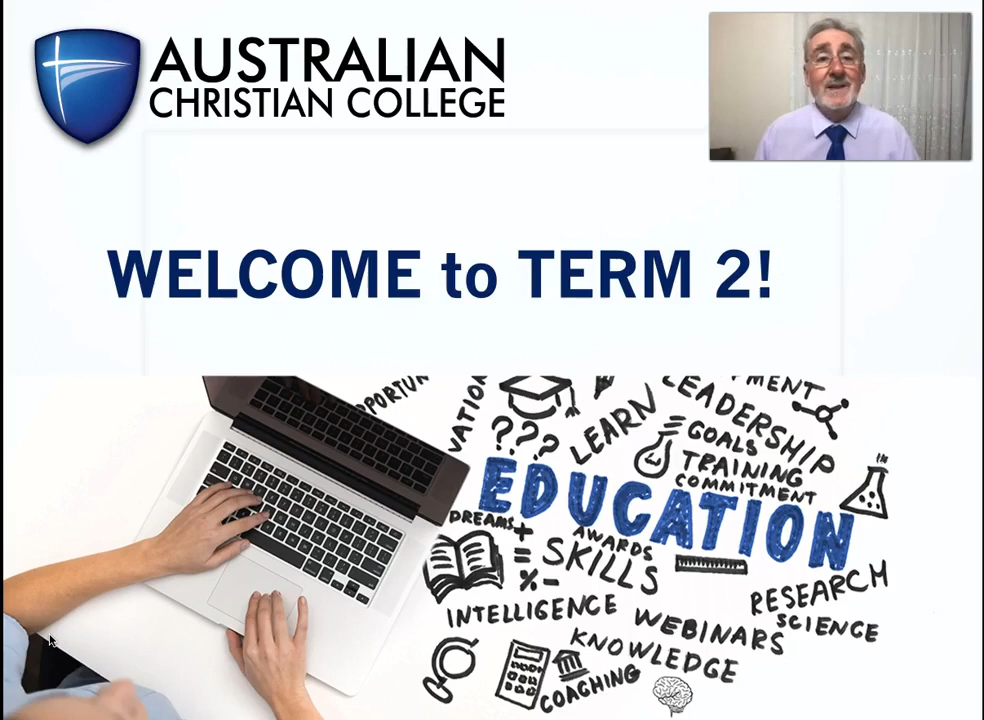 AUSTRALIAN
CHRISTIAN COLLEGE
WELCOME to TERM 2!
LEARN
LEADERSHIP
GOALS
TRAINING
COMMITMENT
EDUCATION
DREAMS
AWARDS
SKILLS
INTELLIGENCE
WEBINARS
RESEARCH
SCIENCE
KNOWLEDGE
COACHING